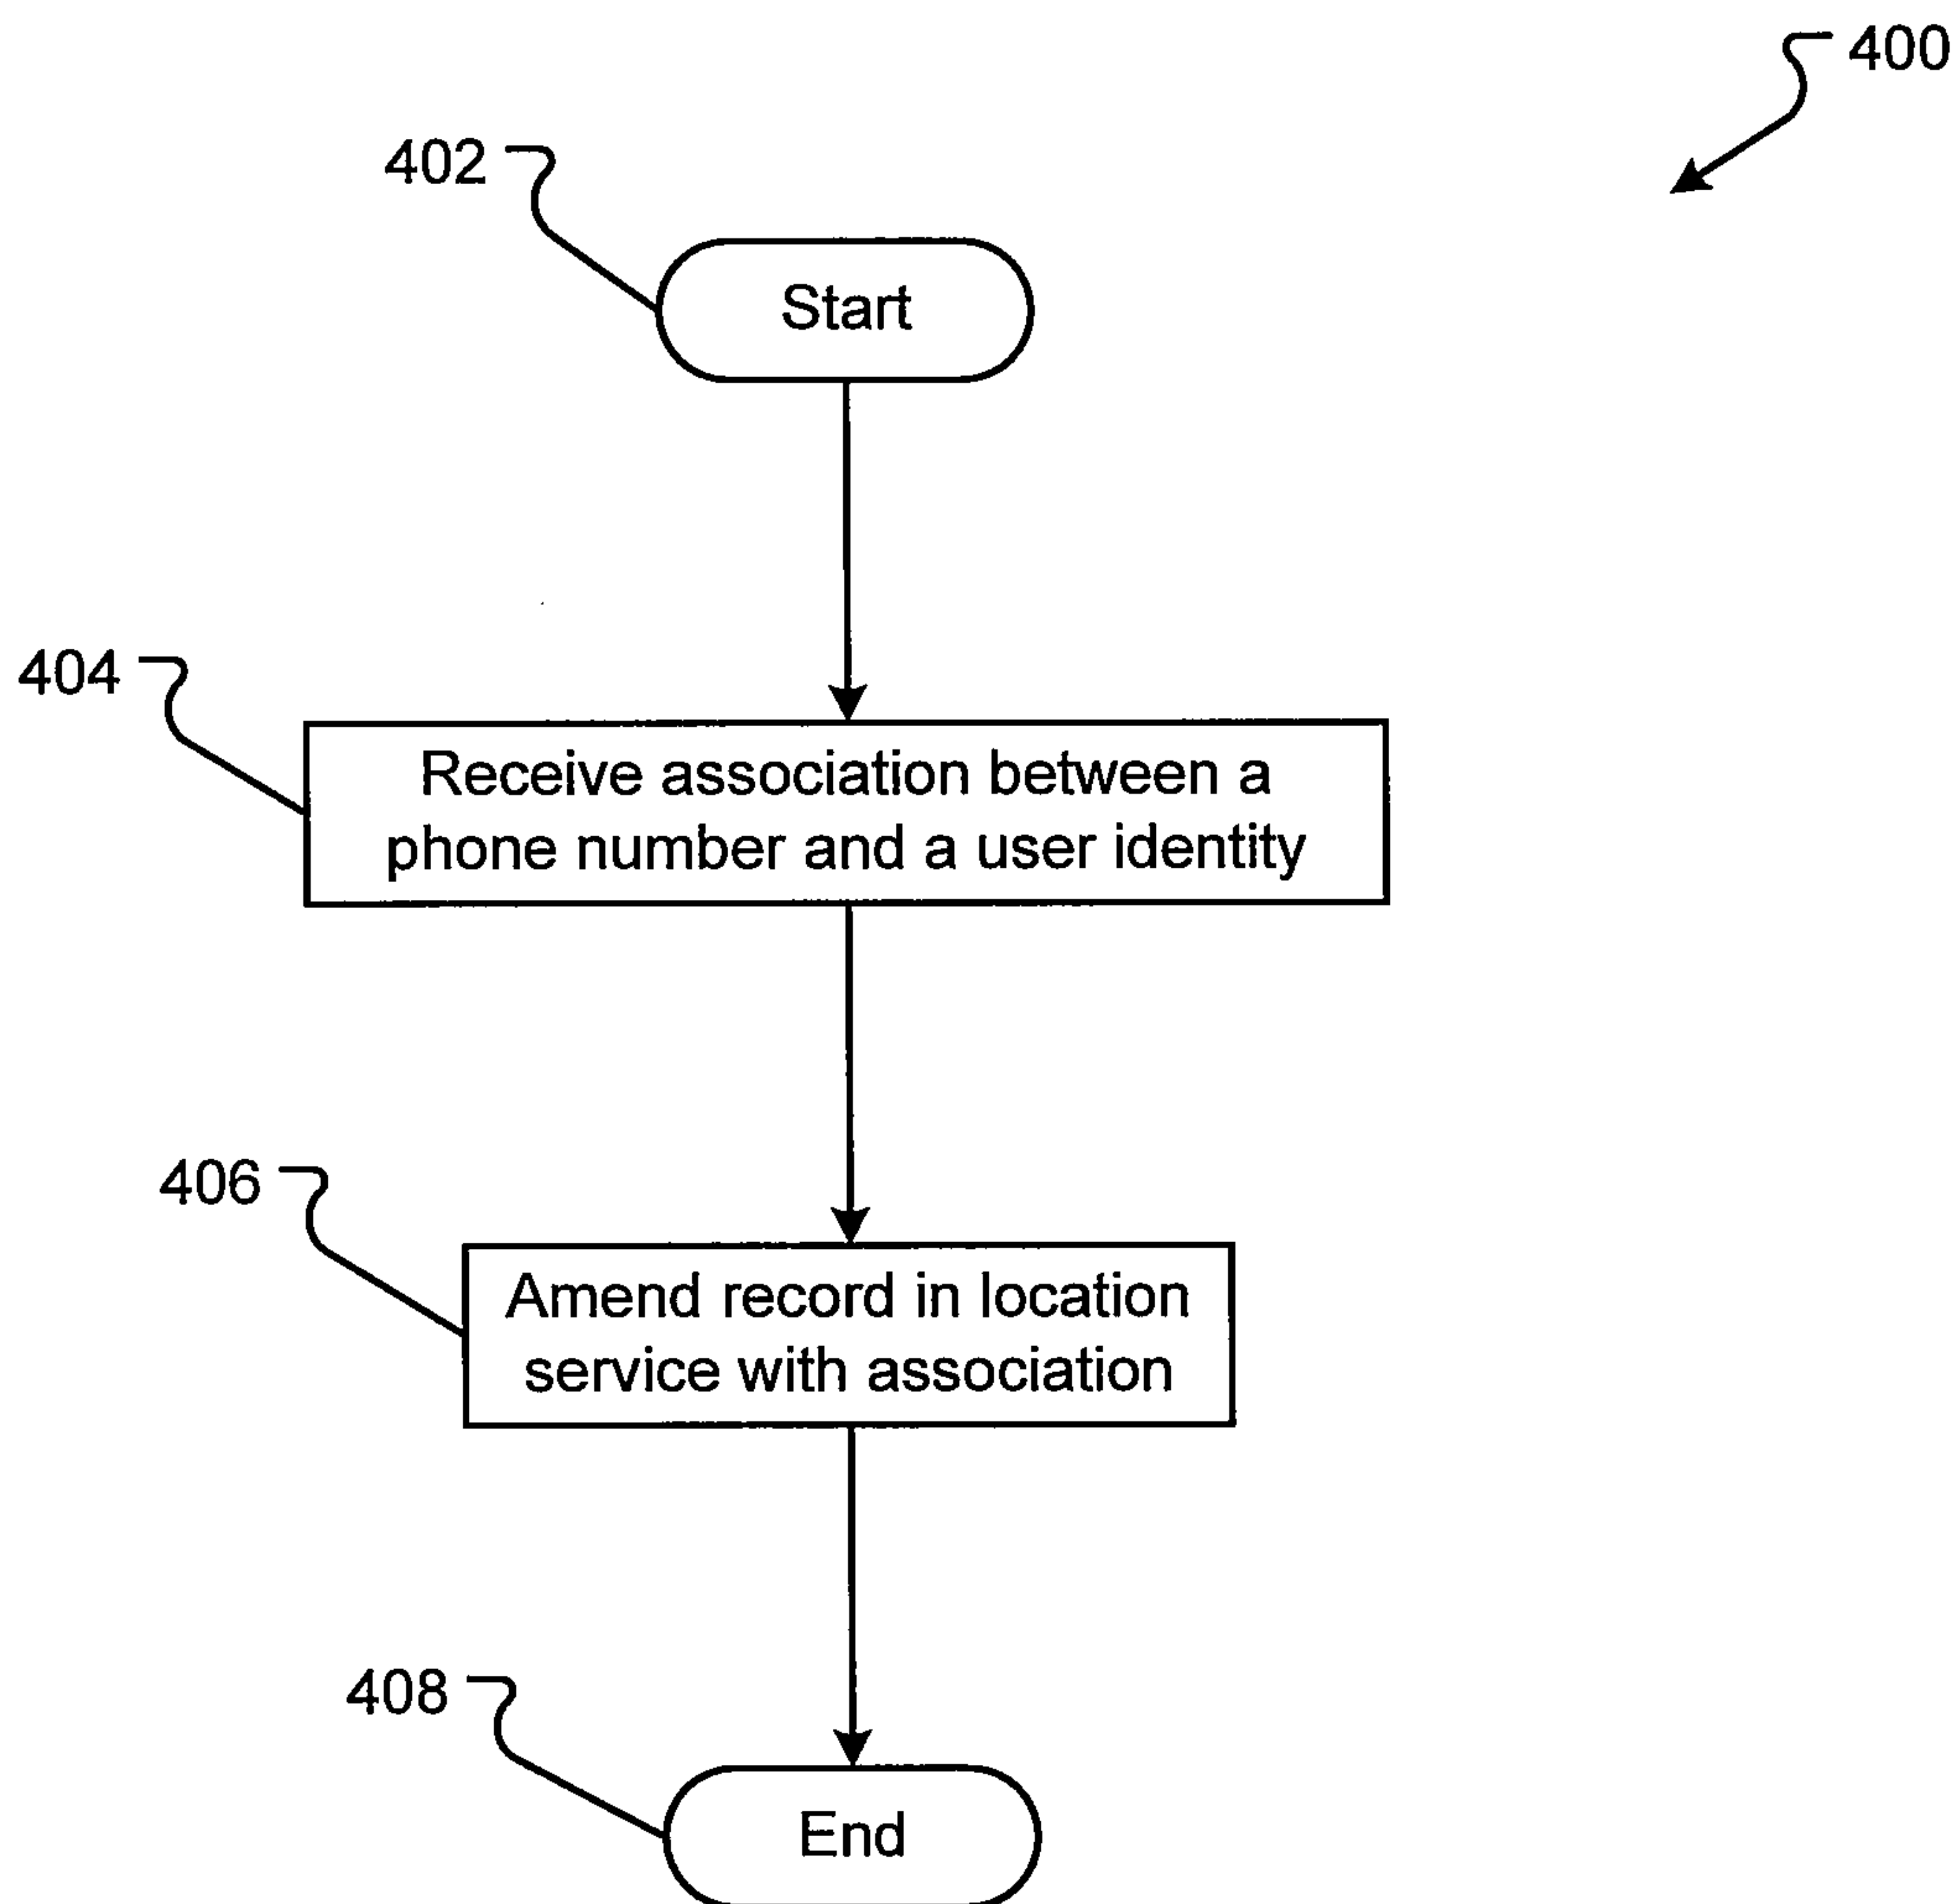 400
402
Start
404
Receive association between a
phone number and a user identity
406
Amend record in location
service with association
408
End